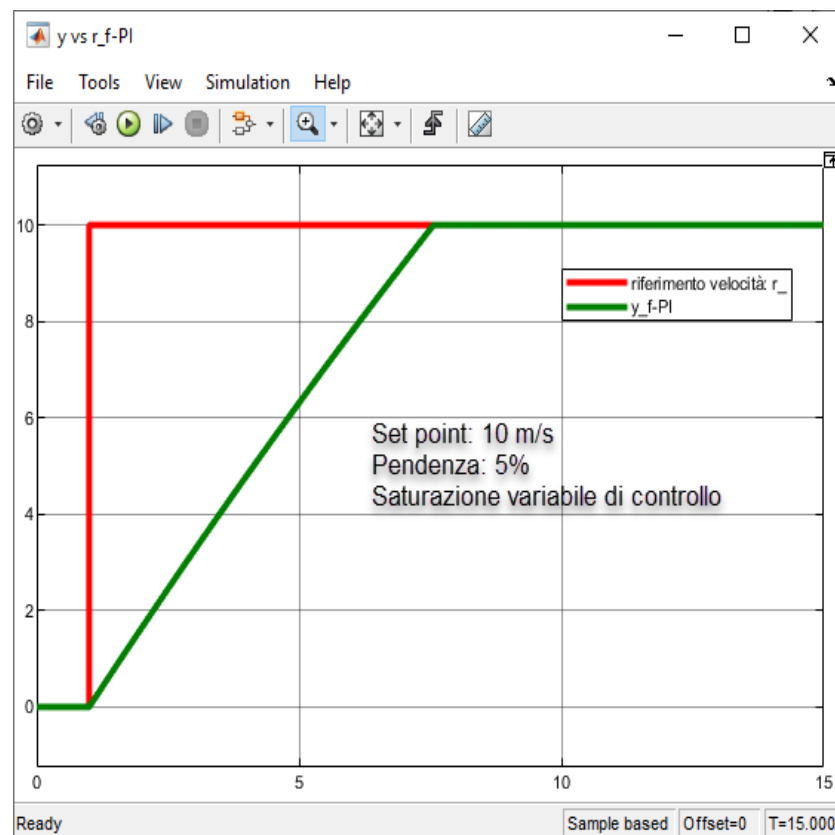 y vs r_f-PI
File Tools View Simulation Help
10
8
6
4
2
0
0 5 10 15
riferimento velocità: r_
y_f-PI
Set point: 10 m/s
Pendenza: 5%
Saturazione variabile di controllo
Ready Sample based Offset=0 T=15.000